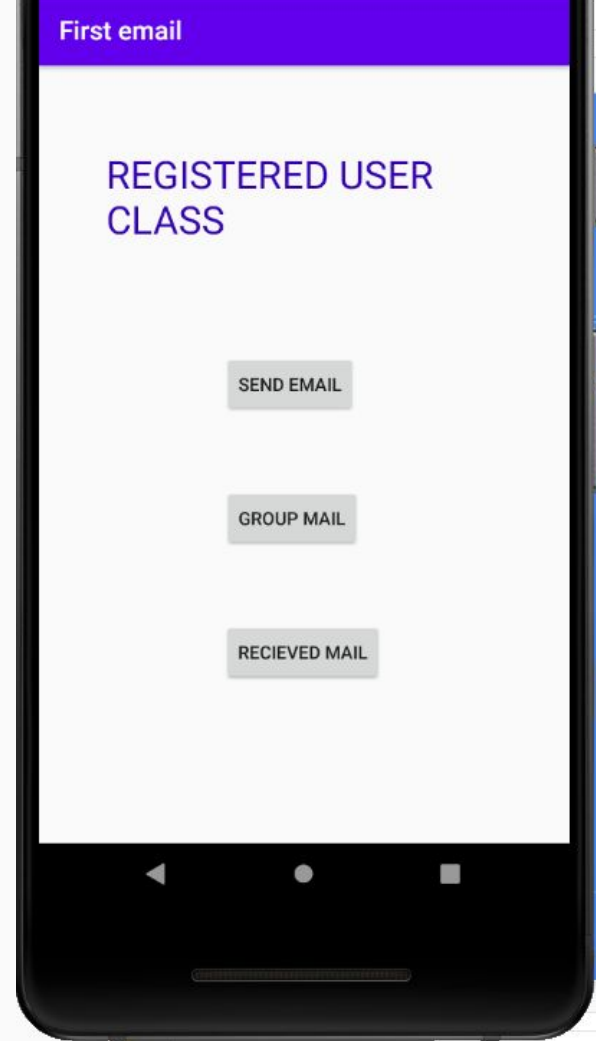 First email
REGISTERED USER
CLASS
SEND EMAIL
GROUP MAIL
RECIEVED MAIL